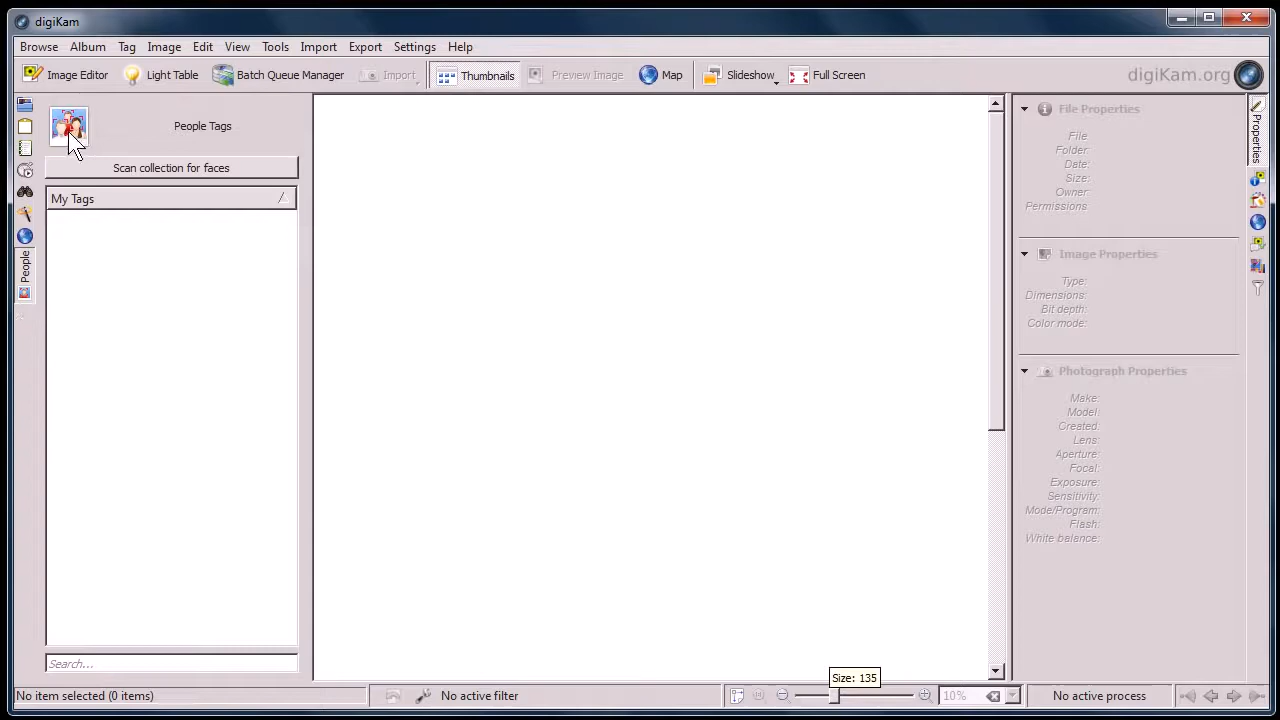 digiKam
Browse Album Tag Image Edit View Tools Import Export Settings Help
Image Editor Light Table Batch Queue Manager Import Thumbnails Preview Image Map Slideshow Full Screen digiKam.org
People Tags
Scan collection for faces
My Tags
People
Search...
File Properties
File
Folder:
Date:
Size:
Owner:
Permissions
Image Properties
Type:
Dimensions:
Bit depth:
Color mode:
Photograph Properties
Make:
Model:
Created:
Lens:
Aperture:
Focal:
Exposure:
Sensitivity:
Mode/Program:
Flash:
White balance:
Properties
Size: 135
No item selected (0 items) No active filter 10% No active process